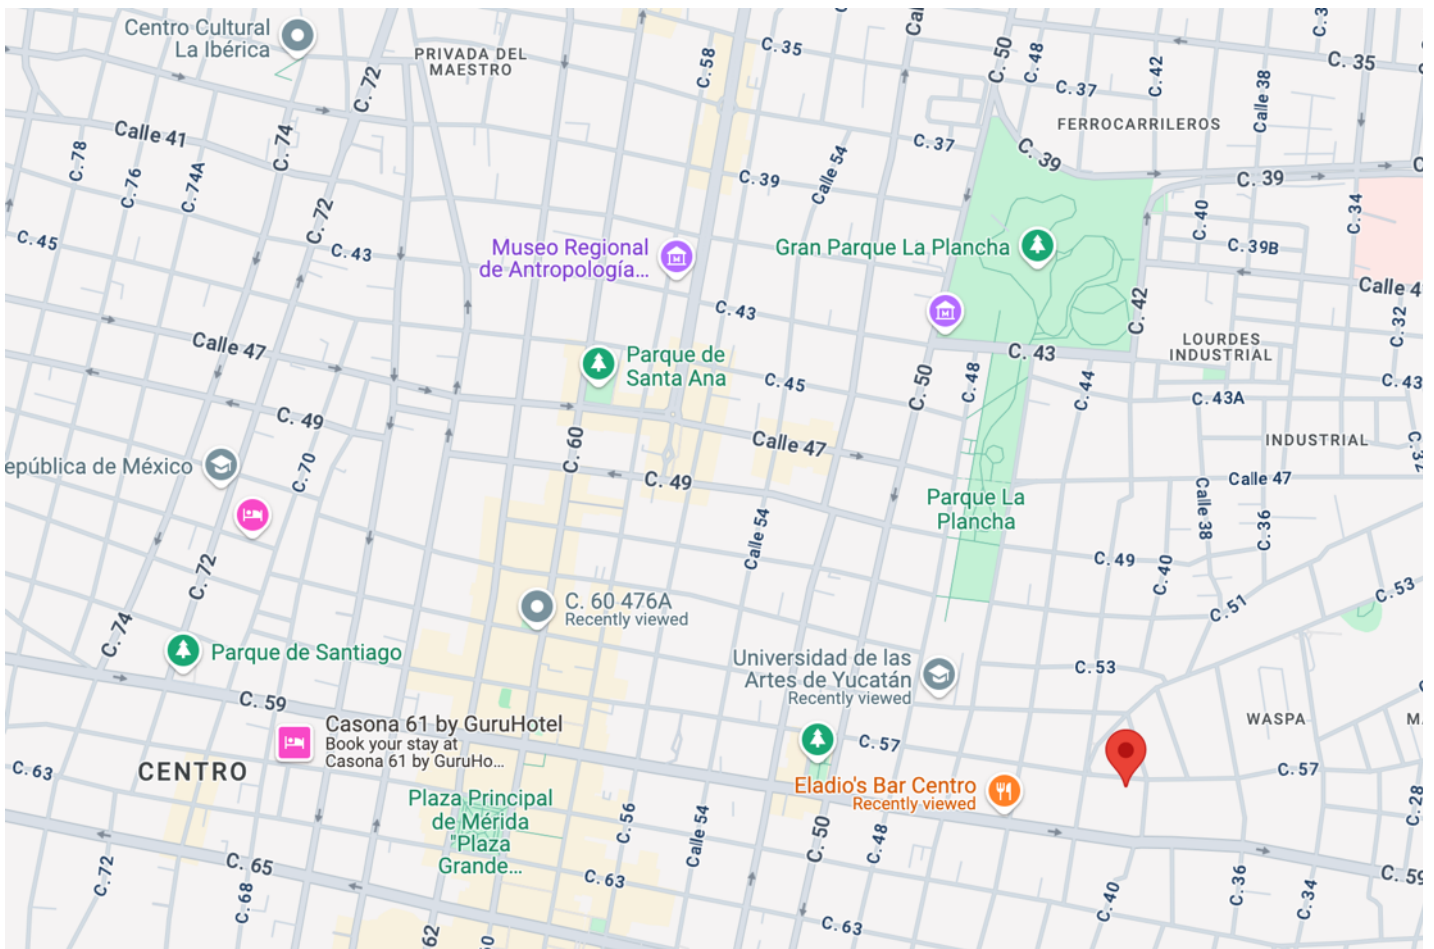 Centro Cultural
La Ibérica
PRIVADA DEL
MAESTRO
C. 72
C. 58
C. 35
C. 50
C. 48
C. 42
C. 35
C. 37
Calle 38
FERROCARRILEROS
Calle 41
C. 74
C. 78
C. 76
C. 74A
C. 37
C. 39
C. 39
Calle 54
C. 39
C. 40
C. 34
C. 72
C. 45
C. 43
Museo Regional
de Antropología...
Gran Parque La Plancha
C. 39B
Calle 4
C. 42
C. 32
C. 43
Calle 47
Parque de
Santa Ana
C. 43
LOURDES
INDUSTRIAL
C. 45
C. 50
C. 48
C. 44
C. 43
C. 43A
C. 49
C. 60
Calle 47
INDUSTRIAL
epública de México
C. 70
C. 49
Calle 47
Parque La
Plancha
Calle 38
C. 36
Calle 54
C. 72
C. 49
C. 40
C. 53
C. 60 476A
Recently viewed
C. 51
C. 74
Parque de Santiago
Universidad de las
Artes de Yucatán
Recently viewed
C. 53
C. 59
Casona 61 by GuruHotel
Book your stay at
Casona 61 by GuruHo...
WASPA
M
C. 57
C. 57
C. 63
CENTRO
Eladio's Bar Centro
Recently viewed
Plaza Principal
de Mérida
"Plaza
Grande...
C. 56
Calle 54
C. 50
C. 48
C. 28
C. 65
C. 72
C. 68
C. 63
C. 59
C. 40
C. 36
C. 34
C. 63
62